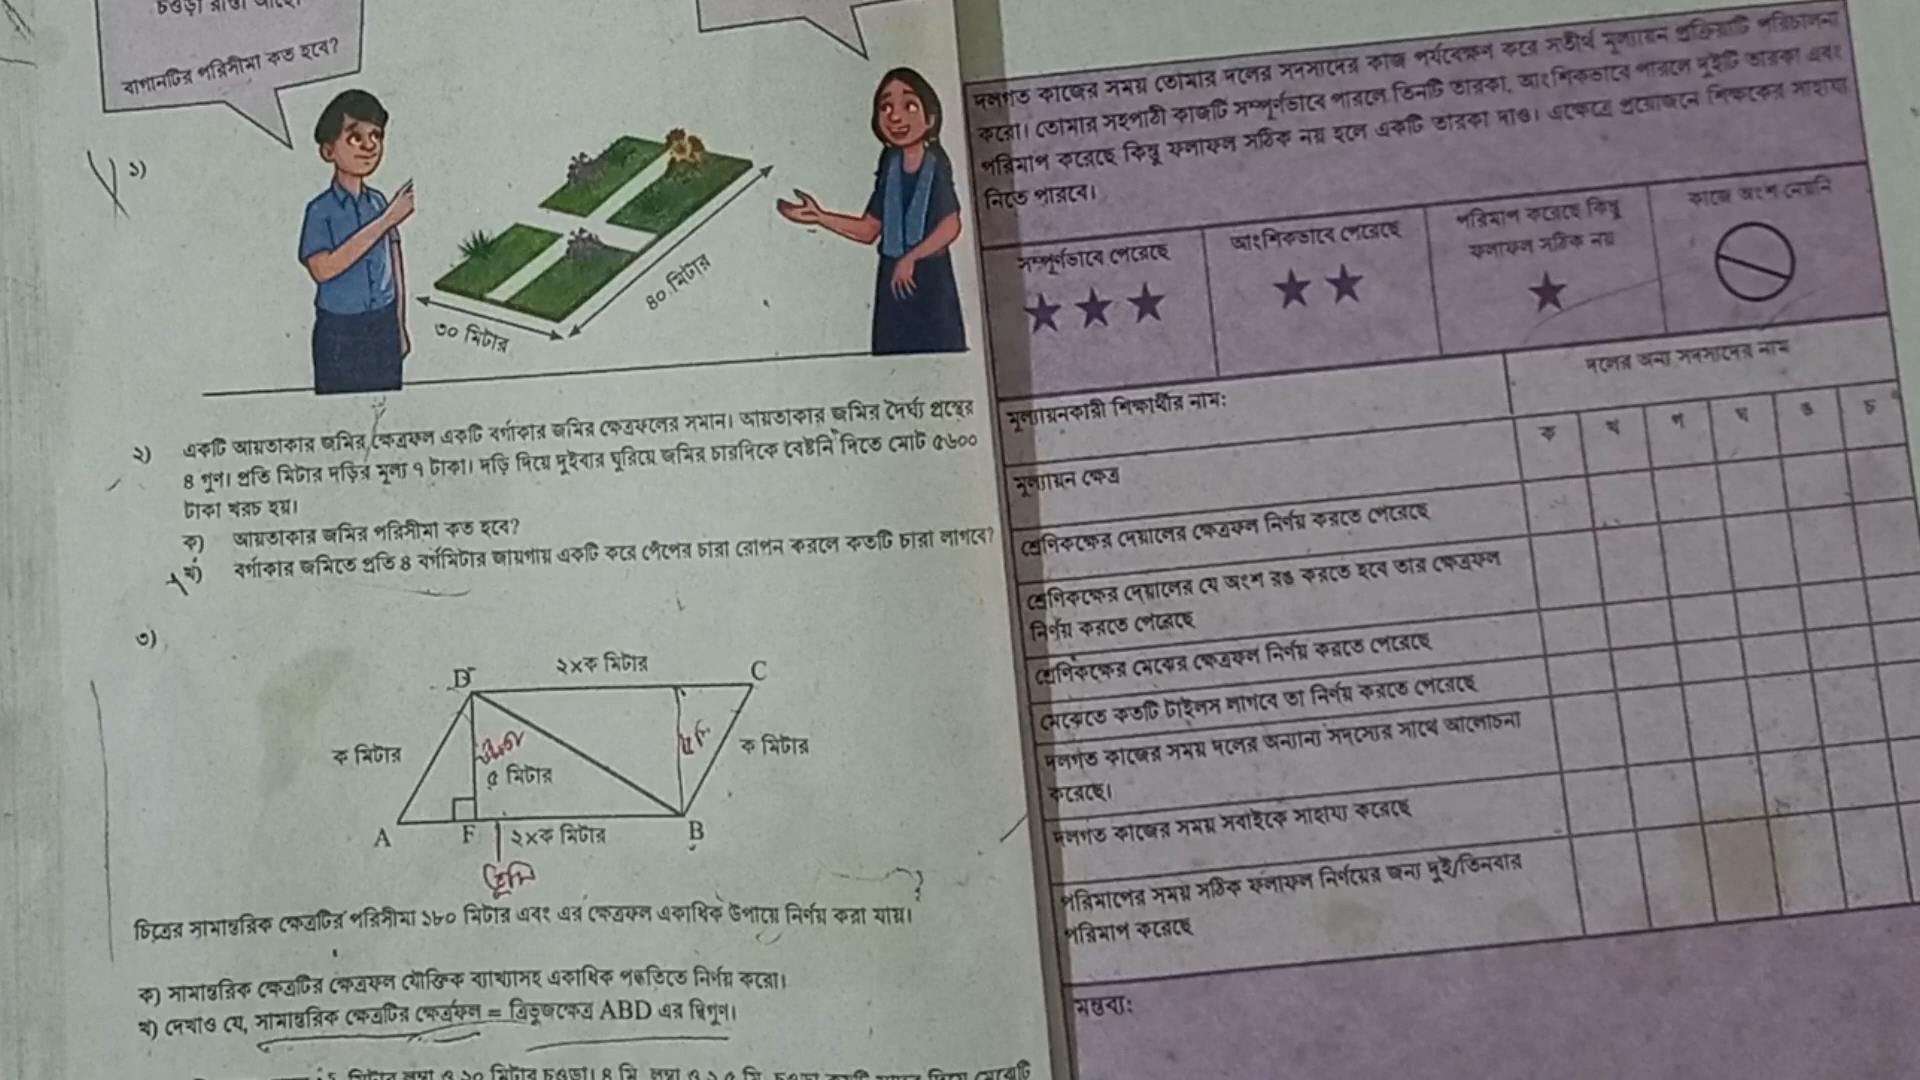 চওড়া রাস্তা আছে।
বাগানটির পরিসীমা কত হবে?
১)
৩০ মিটার
৪০ মিটার
২) একটি আয়তাকার জমির ক্ষেত্রফল একটি বর্গাকার জমির ক্ষেত্রফলের সমান। আয়তাকার জমির দৈর্ঘ্য প্রস্থের
৪ গুণ। প্রতি মিটার দড়ির মূল্য ৭ টাকা। দড়ি দিয়ে দুইবার ঘুরিয়ে জমির চারদিকে বেষ্টনি দিতে মোট ৫৬০০
টাকা খরচ হয়।
ক) আয়তাকার জমির পরিসীমা কত হবে?
খ) বর্গাকার জমিতে প্রতি ৪ বর্গমিটার জায়গায় একটি করে পেঁপের চারা রোপন করলে কতটি চারা লাগবে?
৩)
D ২×ক মিটার C
ক মিটার ৫ মিটার ক মিটার
A F ২×ক মিটার B
ভূমি
চিত্রের সামান্তরিক ক্ষেত্রটির পরিসীমা ১৮০ মিটার এবং এর ক্ষেত্রফল একাধিক উপায়ে নির্ণয় করা যায়।
ক) সামান্তরিক ক্ষেত্রটির ক্ষেত্রফল যৌক্তিক ব্যাখ্যাসহ একাধিক পদ্ধতিতে নির্ণয় করো।
খ) দেখাও যে, সামান্তরিক ক্ষেত্রটির ক্ষেত্রফল = ত্রিভুজক্ষেত্র ABD এর দ্বিগুণ।
দলগত কাজের সময় তোমার দলের সদস্যদের কাজ পর্যবেক্ষণ করে সতীর্থ মূল্যায়ন প্রক্রিয়াটি পরিচালনা
করো। তোমার সহপাঠী কাজটি সম্পূর্ণভাবে পারলে তিনটি তারকা, আংশিকভাবে পারলে দুইটি তারকা এবং
পরিমাপ করেছে কিন্তু ফলাফল সঠিক নয় হলে একটি তারকা দাও। এক্ষেত্রে প্রয়োজনে শিক্ষকের সাহায্য
নিতে পারবে।
সম্পূর্ণভাবে পেরেছে
আংশিকভাবে পেরেছে
পরিমাপ করেছে কিন্তু
ফলাফল সঠিক নয়
কাজে অংশ নেয়নি
মূল্যায়নকারী শিক্ষার্থীর নাম:
দলের অন্য সদস্যদের নাম
মূল্যায়ন ক্ষেত্র
ক খ গ ঘ ঙ চ
শ্রেণিকক্ষের দেয়ালের ক্ষেত্রফল নির্ণয় করতে পেরেছে
শ্রেণিকক্ষের দেয়ালের যে অংশ রঙ করতে হবে তার ক্ষেত্রফল
নির্ণয় করতে পেরেছে
শ্রেণিকক্ষের মেঝের ক্ষেত্রফল নির্ণয় করতে পেরেছে
মেঝেতে কতটি টাইলস লাগবে তা নির্ণয় করতে পেরেছে
দলগত কাজের সময় দলের অন্যান্য সদস্যের সাথে আলোচনা
করেছে।
দলগত কাজের সময় সবাইকে সাহায্য করেছে
পরিমাপের সময় সঠিক ফলাফল নির্ণয়ের জন্য দুই/তিনবার
পরিমাপ করেছে
মন্তব্য: